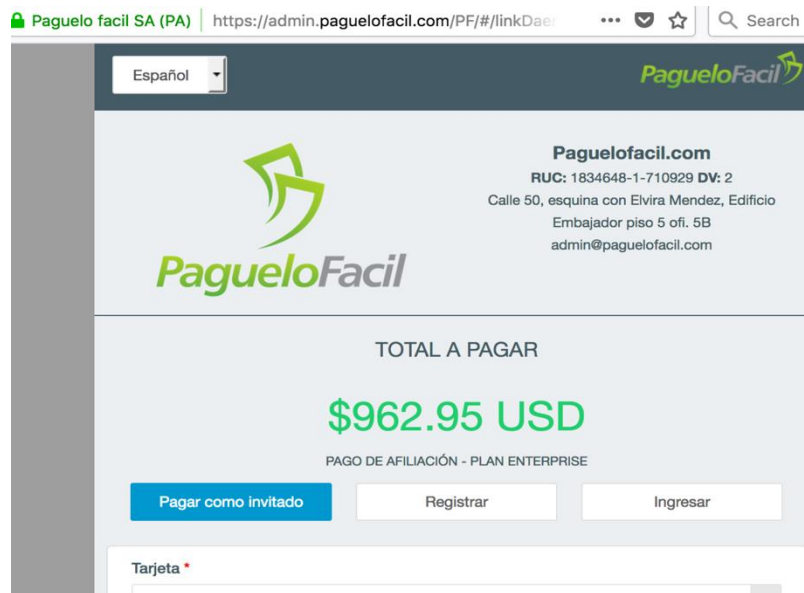 Paguelo facil SA (PA) https://admin.paguelofacil.com/PF/#/linkDae ••• Search
Español PagueloFacil
Paguelofacil.com
RUC: 1834648-1-710929 DV: 2
Calle 50, esquina con Elvira Mendez, Edificio
Embajador piso 5 ofi. 5B
admin@paguelofacil.com
PagueloFacil
TOTAL A PAGAR
$962.95 USD
PAGO DE AFILIACIÓN - PLAN ENTERPRISE
Pagar como invitado Registrar Ingresar
Tarjeta *